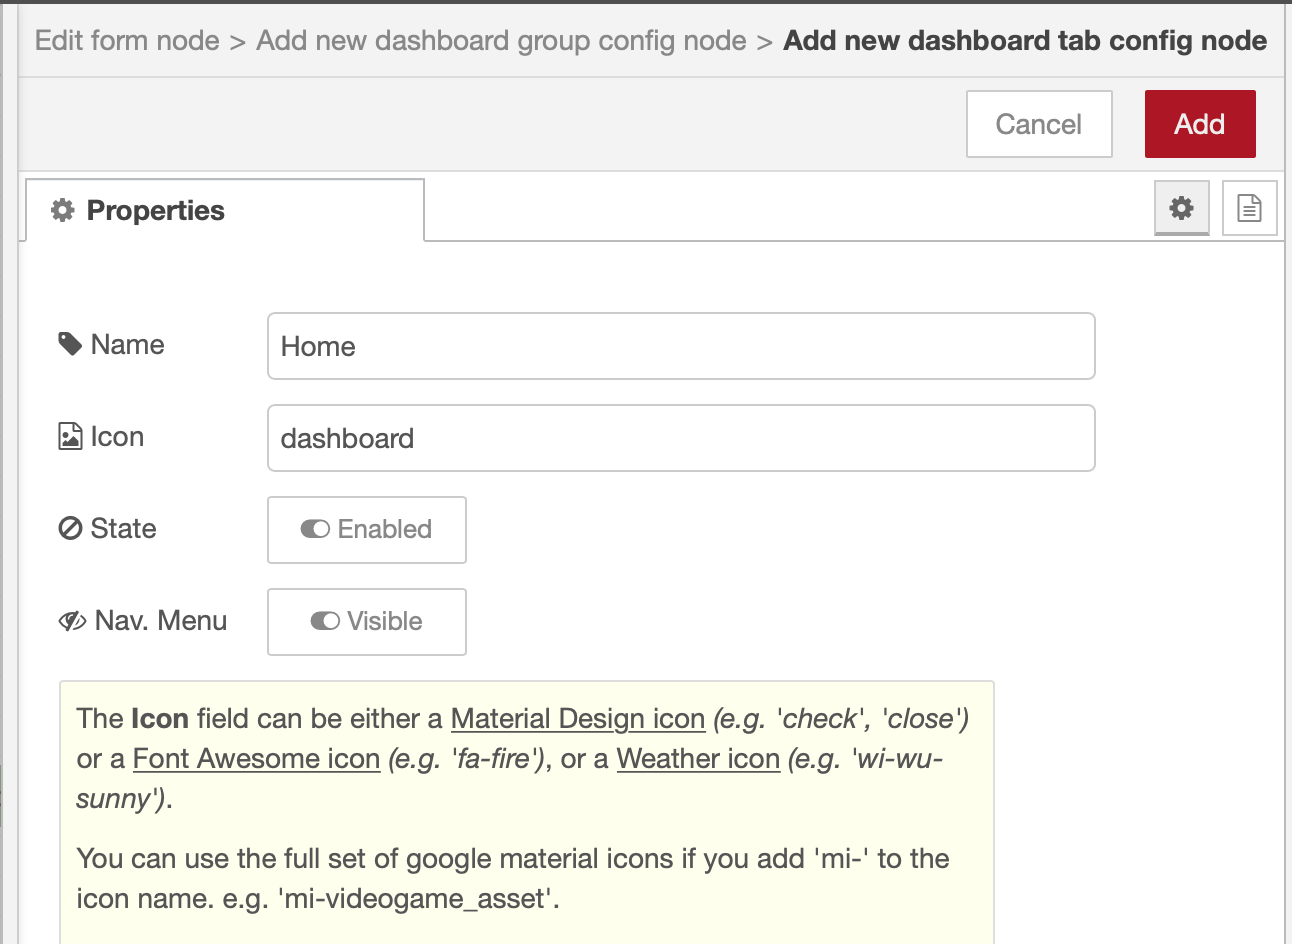 Edit form node > Add new dashboard group config node > Add new dashboard tab config node
Cancel
Add
Properties
Name
Home
Icon
dashboard
State
Enabled
Nav. Menu
Visible
The Icon field can be either a Material Design icon (e.g. 'check', 'close')
or a Font Awesome icon (e.g. 'fa-fire'), or a Weather icon (e.g. 'wi-wu-
sunny').
You can use the full set of google material icons if you add 'mi-' to the
icon name. e.g. 'mi-videogame_asset'.